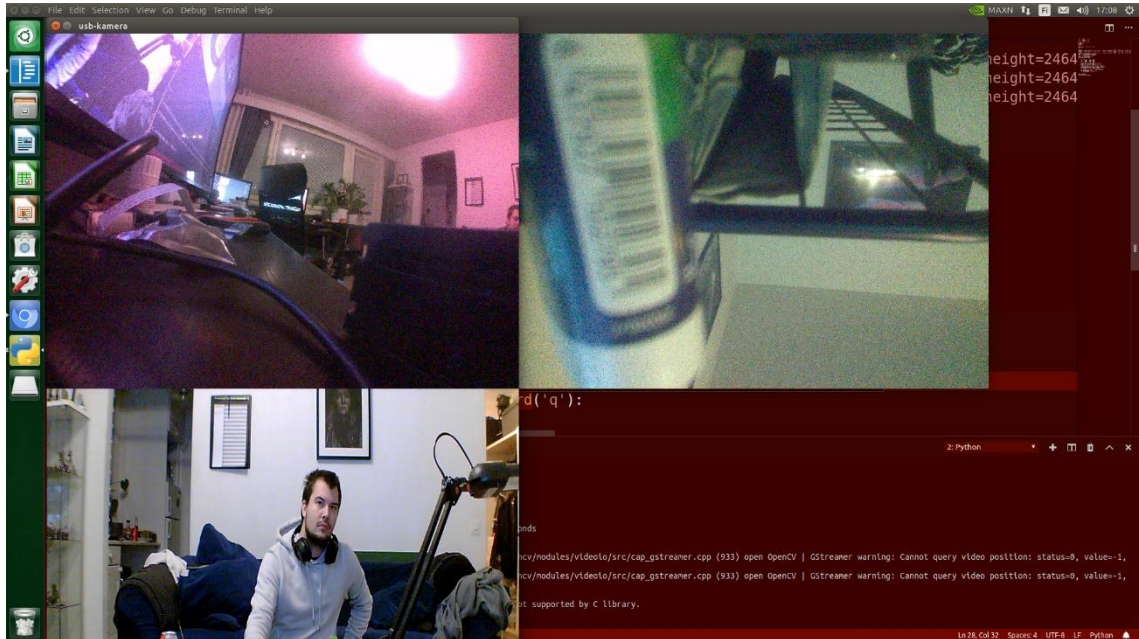 File Edit Selection View Go Debug Terminal Help
MAXN Fi 17:08
usb-kamera
height=2464
height=2464
height=2464
rd('q'):
2: Python
onds
ncv/modules/videoio/src/cap_gstreamer.cpp (933) open OpenCV | GStreamer warning: Cannot query video position: status=0, value=-1,
ncv/modules/videoio/src/cap_gstreamer.cpp (933) open OpenCV | GStreamer warning: Cannot query video position: status=0, value=-1,
ot supported by C library.
Ln 28, Col 32 Spaces: 4 UTF-8 LF Python